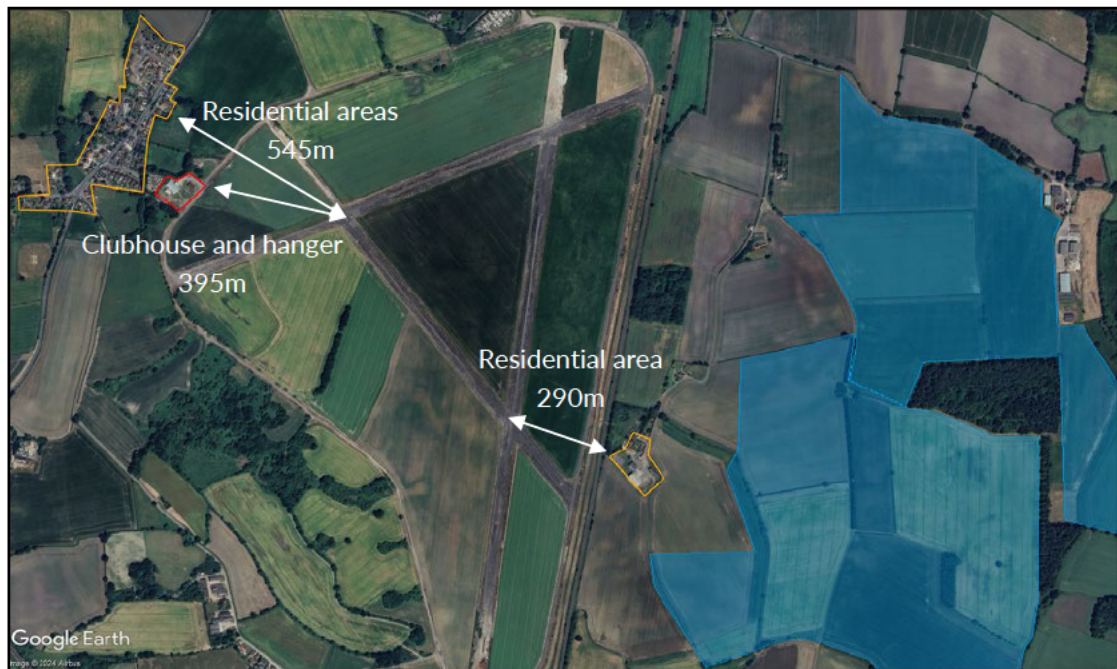 Residential areas
545m
Clubhouse and hanger
395m
Residential area
290m
Google Earth
Image © 2024 Airbus